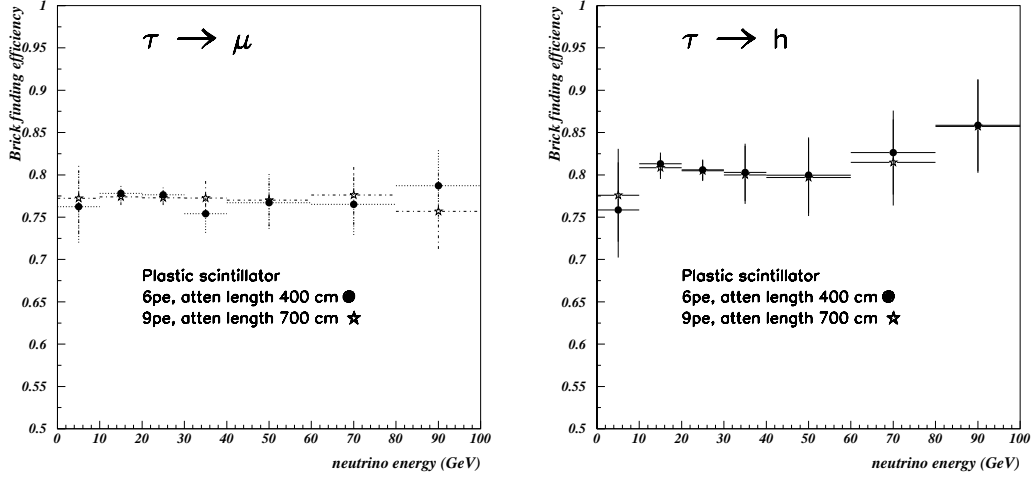 Brick finding efficiency
τ → μ
1
0.95
0.9
0.85
0.8
0.75
0.7
0.65
0.6
0.55
0.5
Plastic scintillator
6pe, atten length 400 cm
9pe, atten length 700 cm
0 10 20 30 40 50 60 70 80 90 100
neutrino energy (GeV)
Brick finding efficiency
τ → h
1
0.95
0.9
0.85
0.8
0.75
0.7
0.65
0.6
0.55
0.5
Plastic scintillator
6pe, atten length 400 cm
9pe, atten length 700 cm
0 10 20 30 40 50 60 70 80 90 100
neutrino energy (GeV)